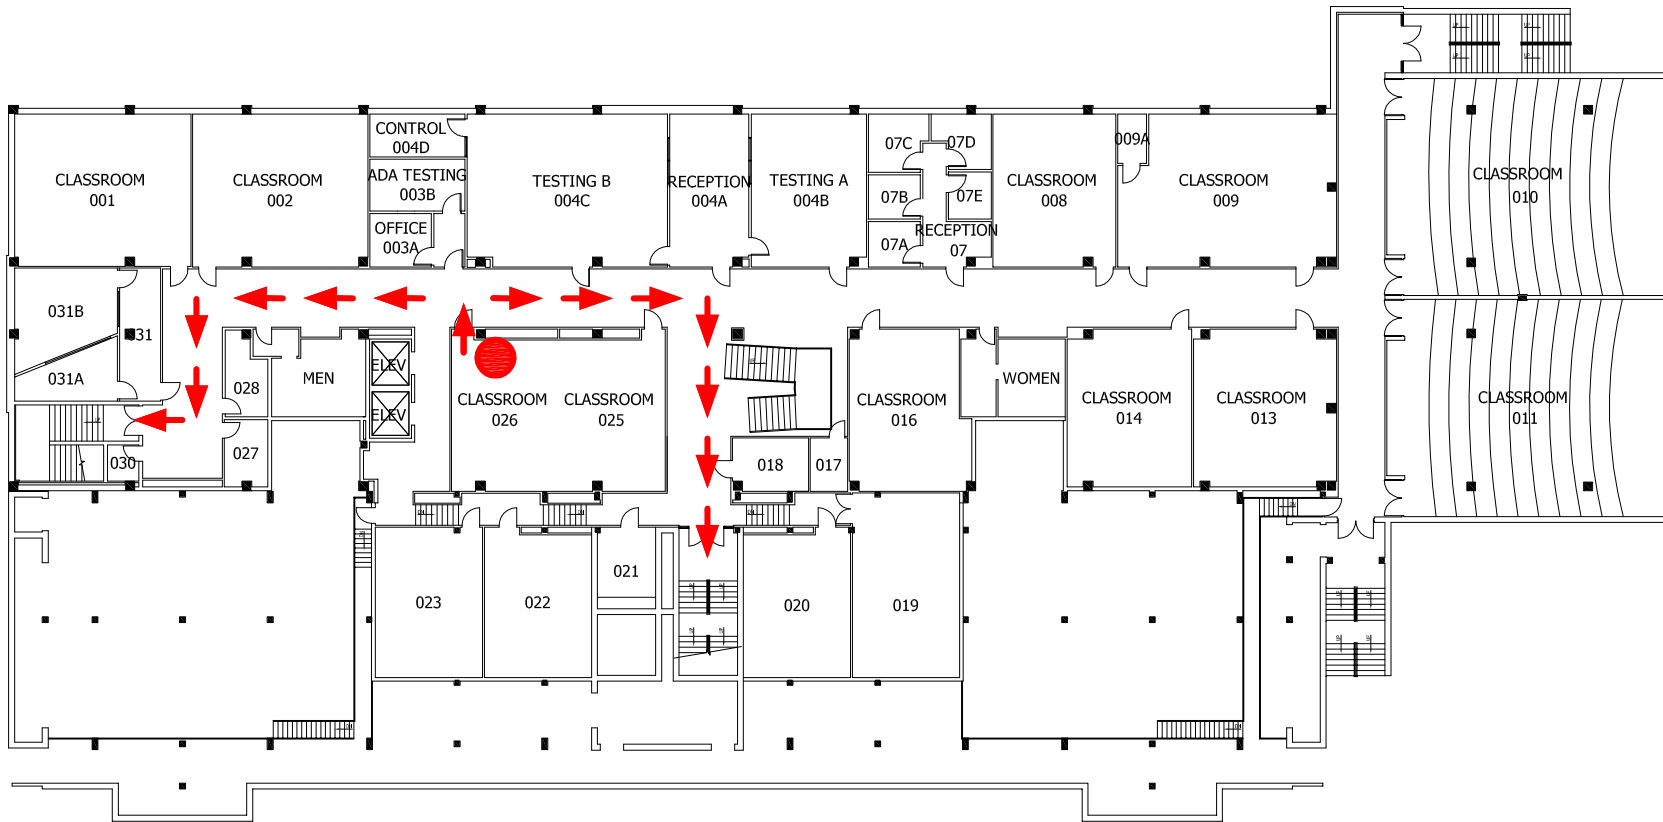 CONTROL
004D
07C
07D
009A
CLASSROOM
001
CLASSROOM
002
ADA TESTING
003B
TESTING B
004C
RECEPTION
004A
TESTING A
004B
07B
07E
CLASSROOM
008
CLASSROOM
009
CLASSROOM
010
OFFICE
003A
07A
RECEPTION
07
031B
031
031A
028
MEN
ELEV
ELEV
CLASSROOM
026
CLASSROOM
025
CLASSROOM
016
WOMEN
CLASSROOM
014
CLASSROOM
013
CLASSROOM
011
030
027
018
017
023
022
021
020
019